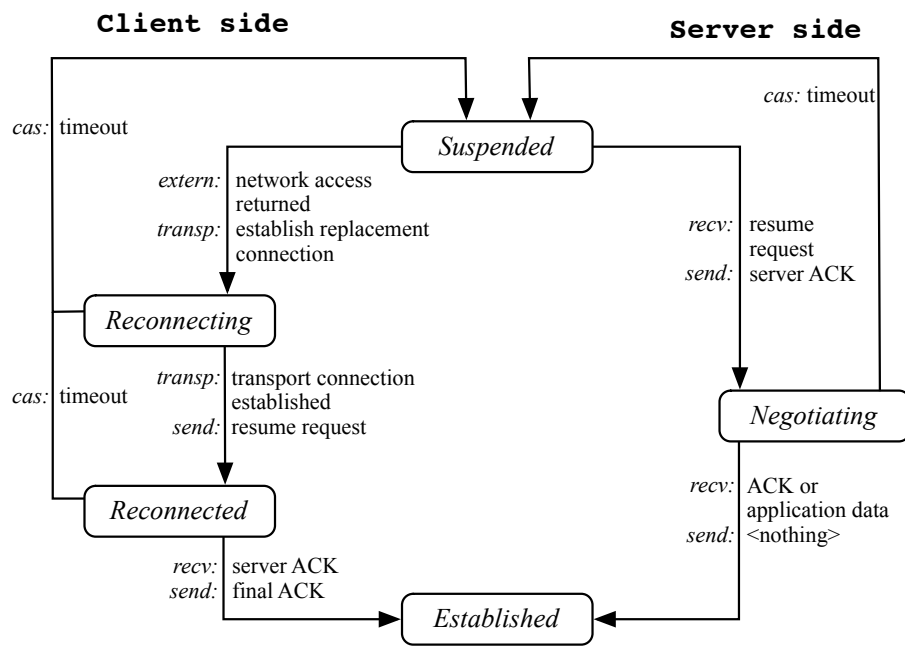 Client side
Server side
cas: timeout
cas: timeout
Suspended
extern: network access
returned
transp: establish replacement
connection
recv: resume
request
send: server ACK
Reconnecting
transp: transport connection
established
send: resume request
cas: timeout
Negotiating
recv: ACK or
application data
send: <nothing>
Reconnected
recv: server ACK
send: final ACK
Established